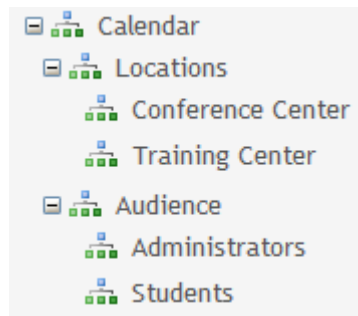 Calendar
Locations
Conference Center
Training Center
Audience
Administrators
Students